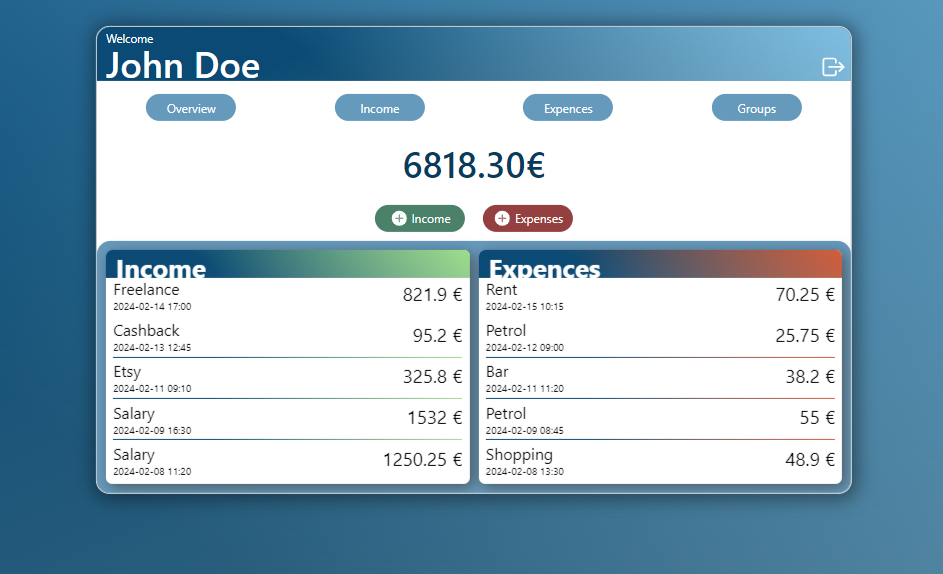 Welcome
John Doe
Overview
Income
Expences
Groups
6818.30€
Income
Expenses
Income
Freelance
821.9 €
2024-02-14 17:00
Cashback
95.2 €
2024-02-13 12:45
Etsy
325.8 €
2024-02-11 09:10
Salary
1532 €
2024-02-09 16:30
Salary
1250.25 €
2024-02-08 11:20
Expences
Rent
70.25 €
2024-02-15 10:15
Petrol
25.75 €
2024-02-12 09:00
Bar
38.2 €
2024-02-11 11:20
Petrol
55 €
2024-02-09 08:45
Shopping
48.9 €
2024-02-08 13:30